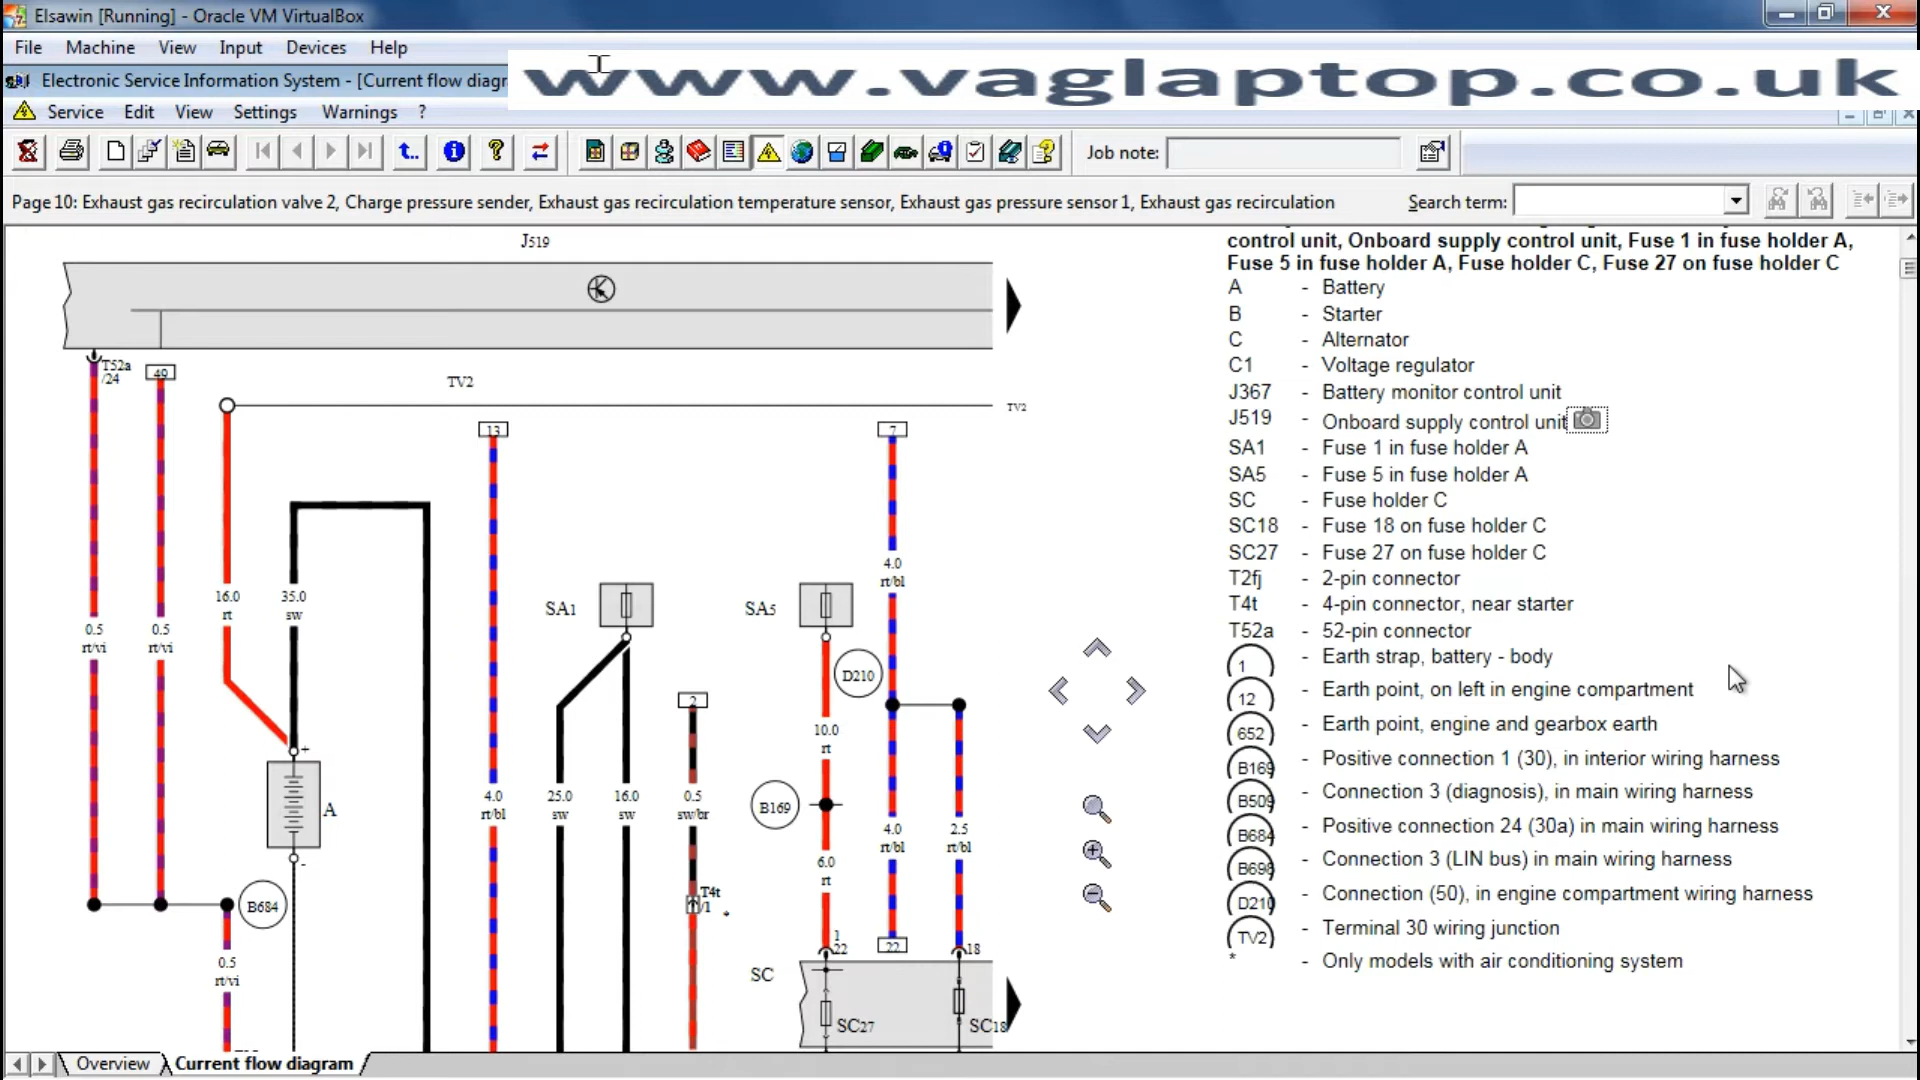 Elsawin [Running] - Oracle VM VirtualBox
File Machine View Input Devices Help
Electronic Service Information System - [Current flow diagr
www.vaglaptop.co.uk
Service Edit View Settings Warnings ?
Job note:
Page 10: Exhaust gas recirculation valve 2, Charge pressure sender, Exhaust gas recirculation temperature sensor, Exhaust gas pressure sensor 1, Exhaust gas recirculation
Search term:
J519
T52a
/24
49
TV2
TV2
13
7
4.0
rt/bl
16.0
rt
35.0
sw
SA1
SA5
0.5
rt/vi
0.5
rt/vi
D210
2
10.0
rt
+
A
4.0
rt/bl
25.0
sw
16.0
sw
0.5
sw/br
B169
4.0
rt/bl
2.5
rt/bl
-
6.0
rt
T4t
/1
*
B684
1
22
22
18
0.5
rt/vi
SC
SC27
SC18
control unit, Onboard supply control unit, Fuse 1 in fuse holder A,
Fuse 5 in fuse holder A, Fuse holder C, Fuse 27 on fuse holder C
A - Battery
B - Starter
C - Alternator
C1 - Voltage regulator
J367 - Battery monitor control unit
J519 - Onboard supply control unit
SA1 - Fuse 1 in fuse holder A
SA5 - Fuse 5 in fuse holder A
SC - Fuse holder C
SC18 - Fuse 18 on fuse holder C
SC27 - Fuse 27 on fuse holder C
T2fj - 2-pin connector
T4t - 4-pin connector, near starter
T52a - 52-pin connector
1 - Earth strap, battery - body
12 - Earth point, on left in engine compartment
652 - Earth point, engine and gearbox earth
B169 - Positive connection 1 (30), in interior wiring harness
B509 - Connection 3 (diagnosis), in main wiring harness
B684 - Positive connection 24 (30a) in main wiring harness
B698 - Connection 3 (LIN bus) in main wiring harness
D210 - Connection (50), in engine compartment wiring harness
TV2 - Terminal 30 wiring junction
* - Only models with air conditioning system
Overview Current flow diagram